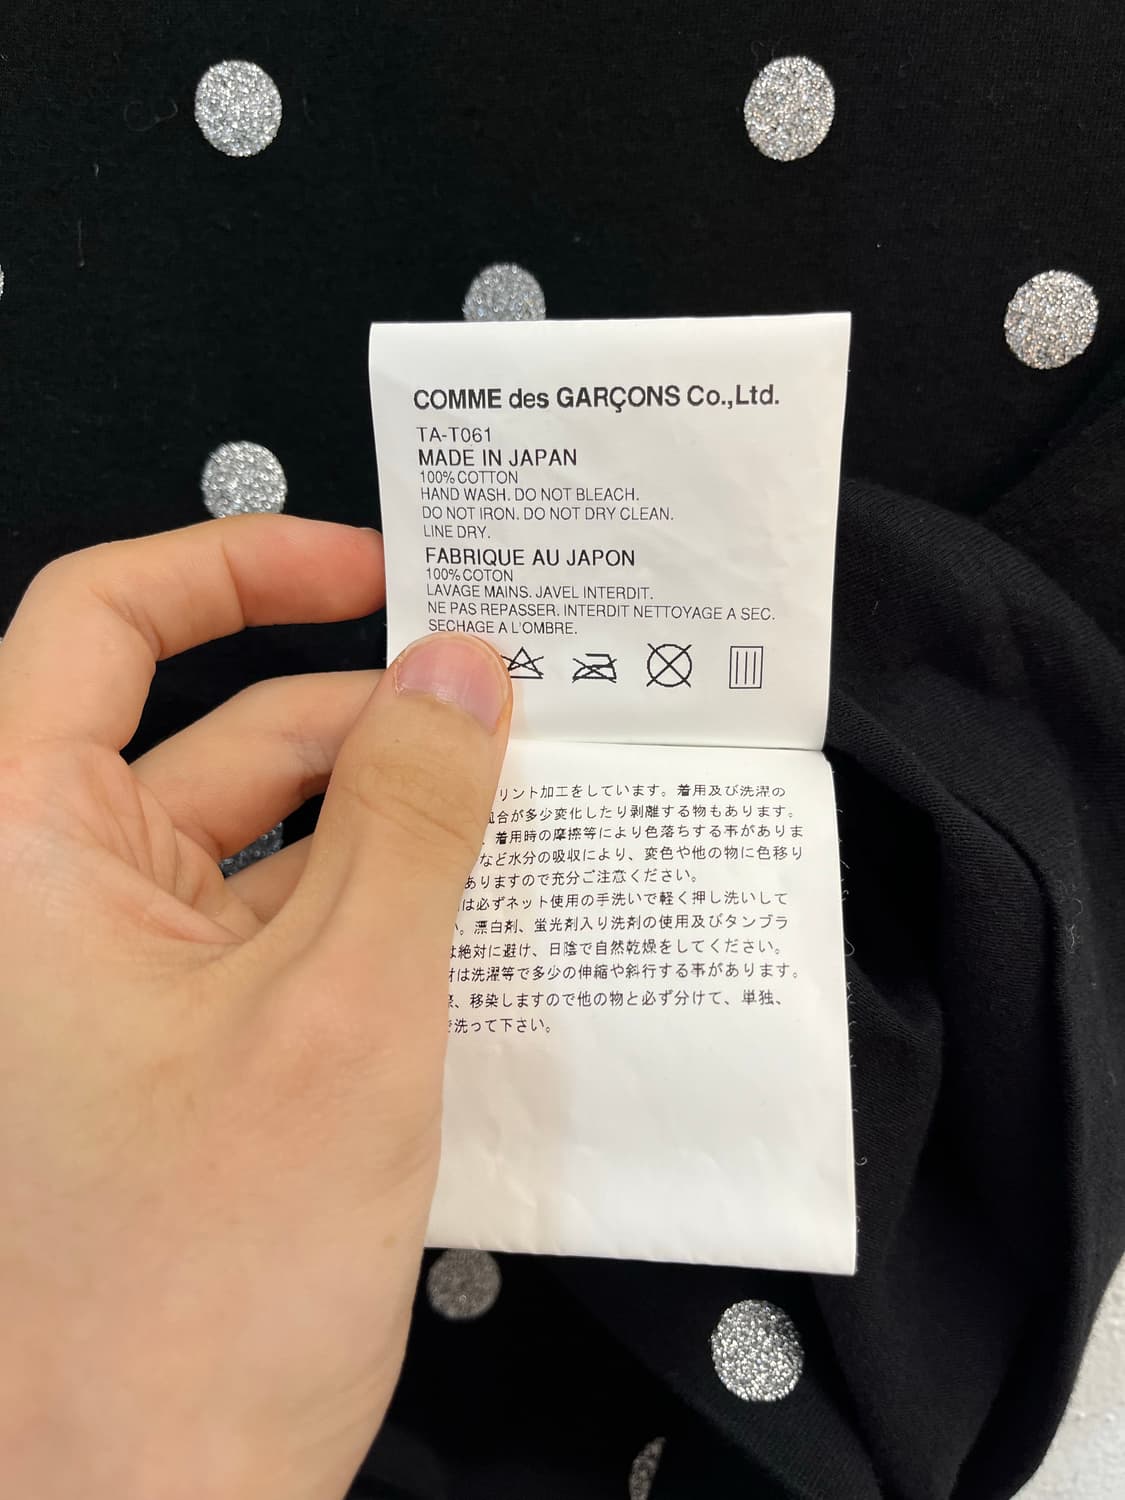 COMME des GARÇONS Co.,Ltd.
TA-T061
MADE IN JAPAN
100% COTTON
HAND WASH. DO NOT BLEACH.
DO NOT IRON. DO NOT DRY CLEAN.
LINE DRY.
FABRIQUE AU JAPON
100% COTON
LAVAGE MAINS. JAVEL INTERDIT.
NE PAS REPASSER. INTERDIT NETTOYAGE A SEC.
SECHAGE A L'OMBRE.
リント加工をしています。着用及び洗濯の
合が多少変化したり剥離する物もあります。
、着用時の摩擦等により色落ちする事がありま
など水分の吸収により、変色や他の物に色移り
ありますので充分ご注意ください。
は必ずネット使用の手洗いで軽く押し洗いして
。漂白剤、蛍光剤入り洗剤の使用及びタンブラ
は絶対に避け、日陰で自然乾燥をしてください。
は洗濯等で多少の伸縮や斜行する事があります。
、移染しますので他の物と必ず分けて、単独、
で洗って下さい。